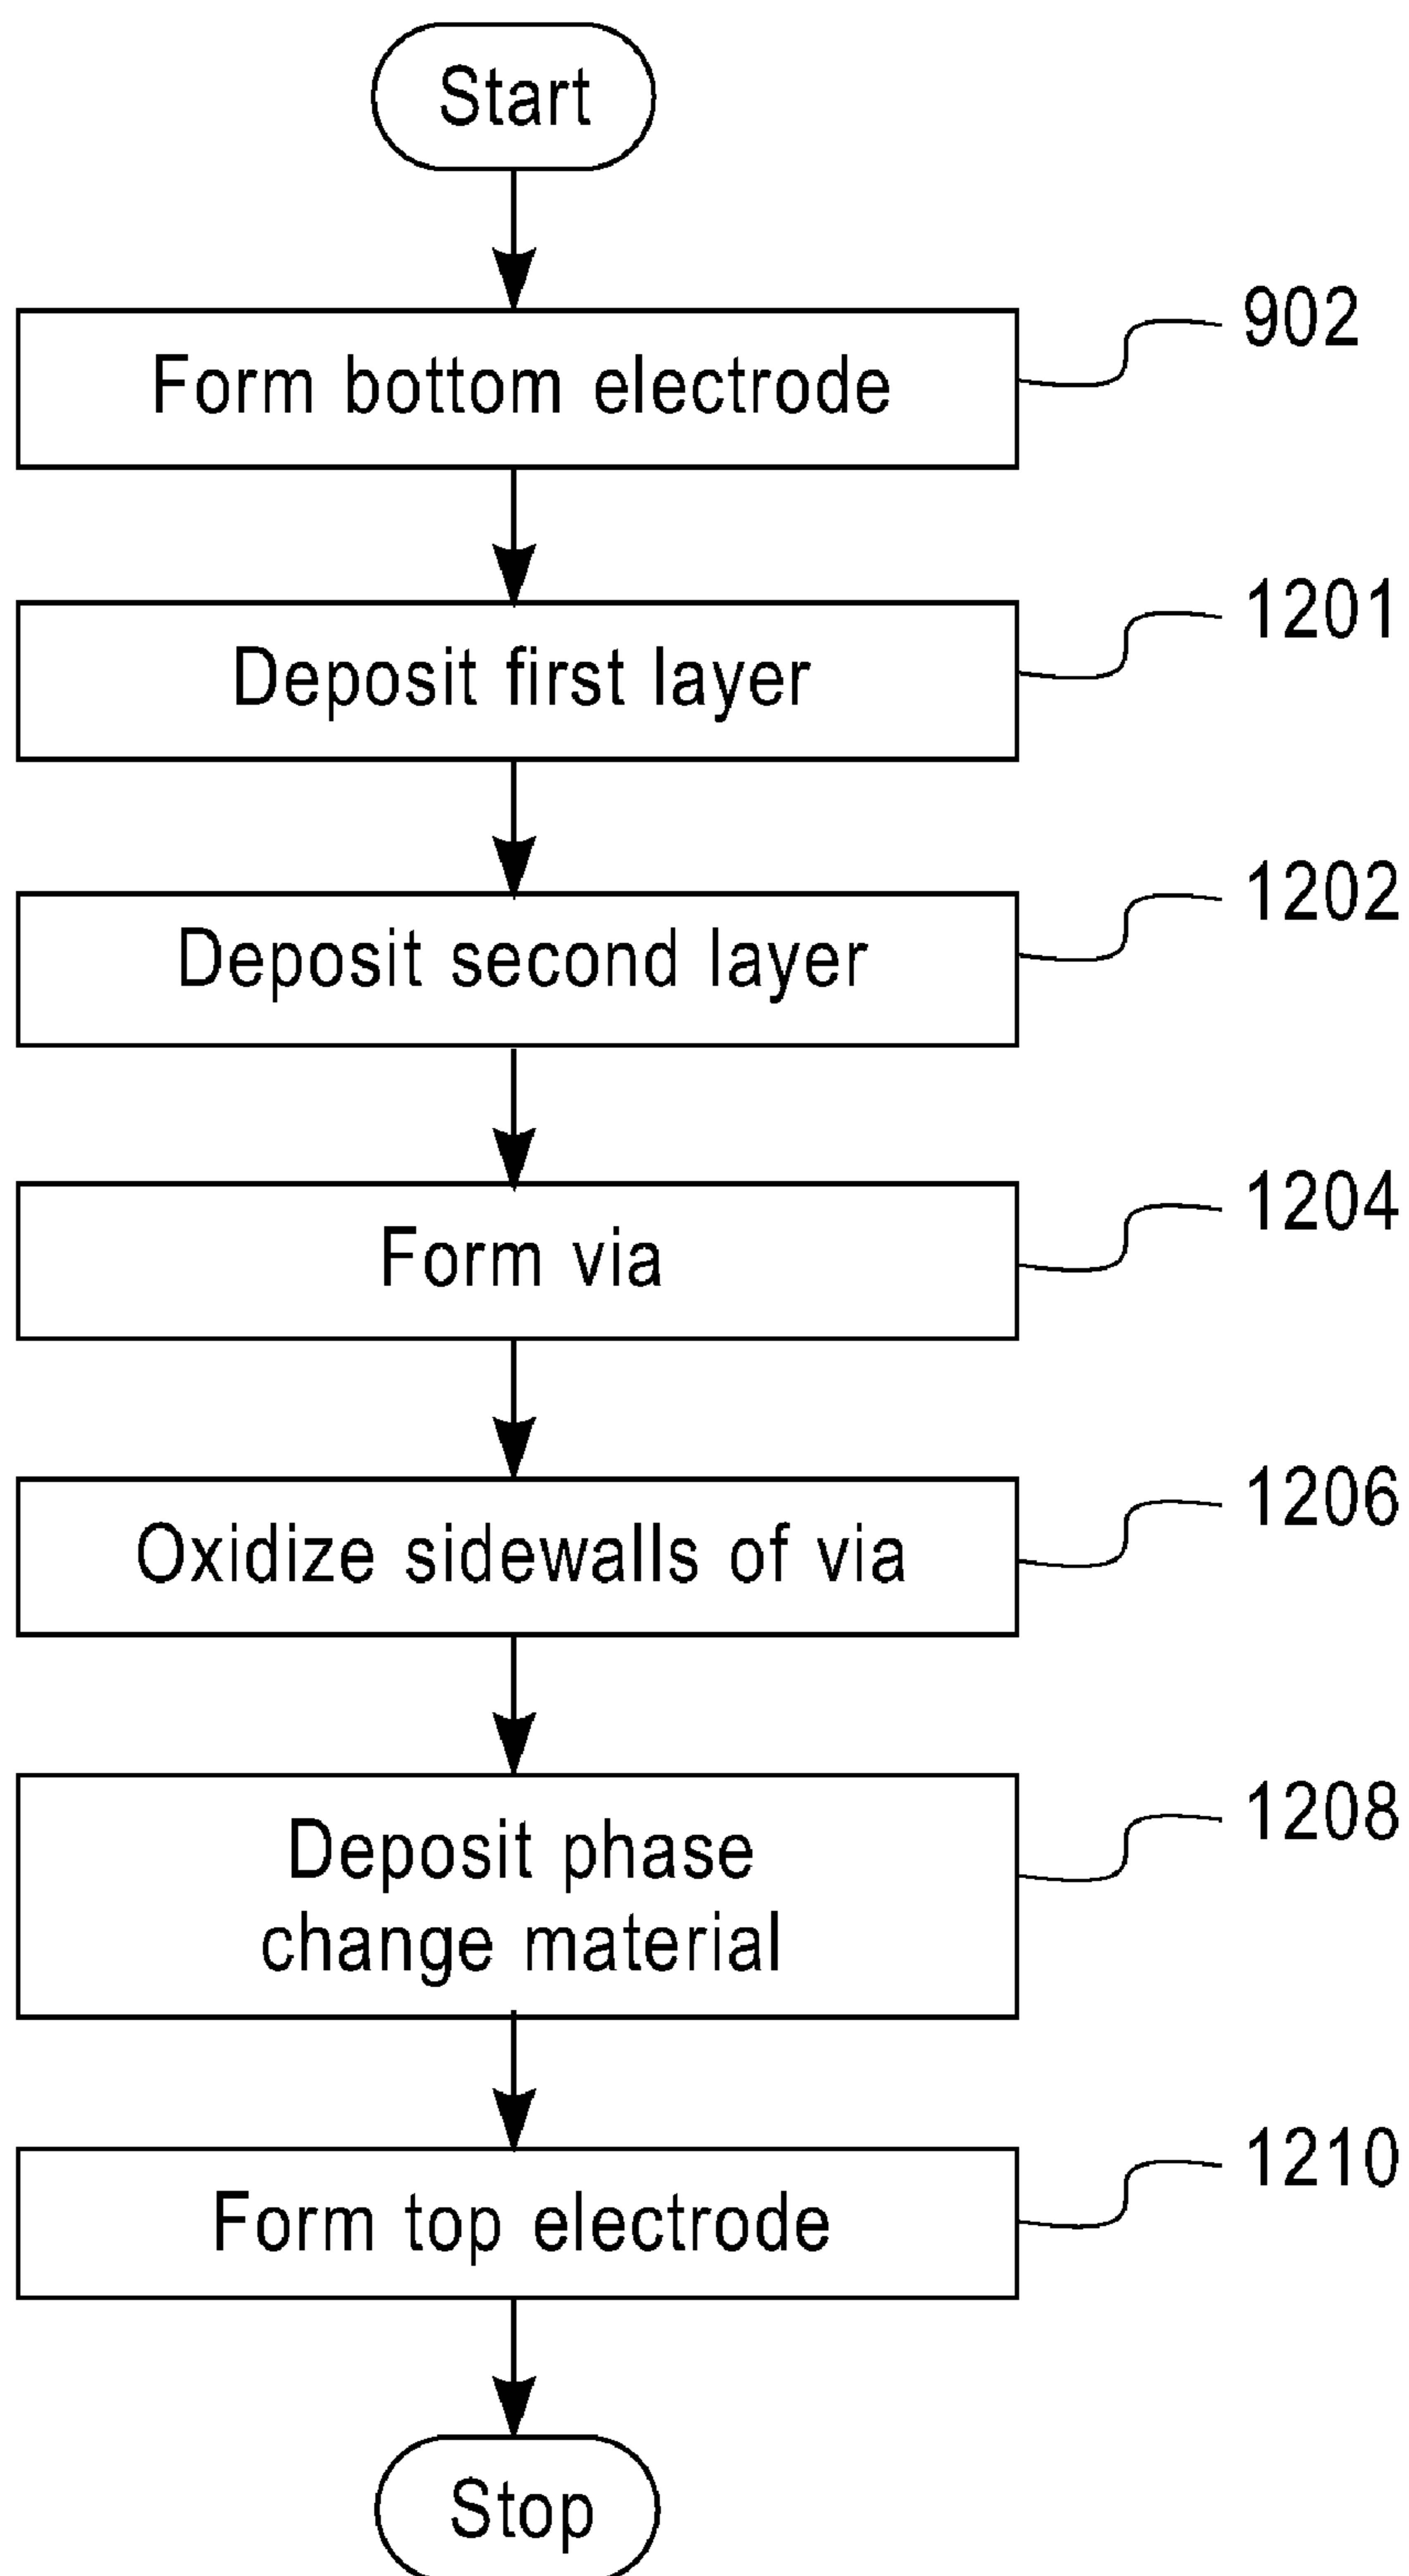 Start
Form bottom electrode
902
Deposit first layer
1201
Deposit second layer
1202
Form via
1204
Oxidize sidewalls of via
1206
Deposit phase
change material
1208
Form top electrode
1210
Stop